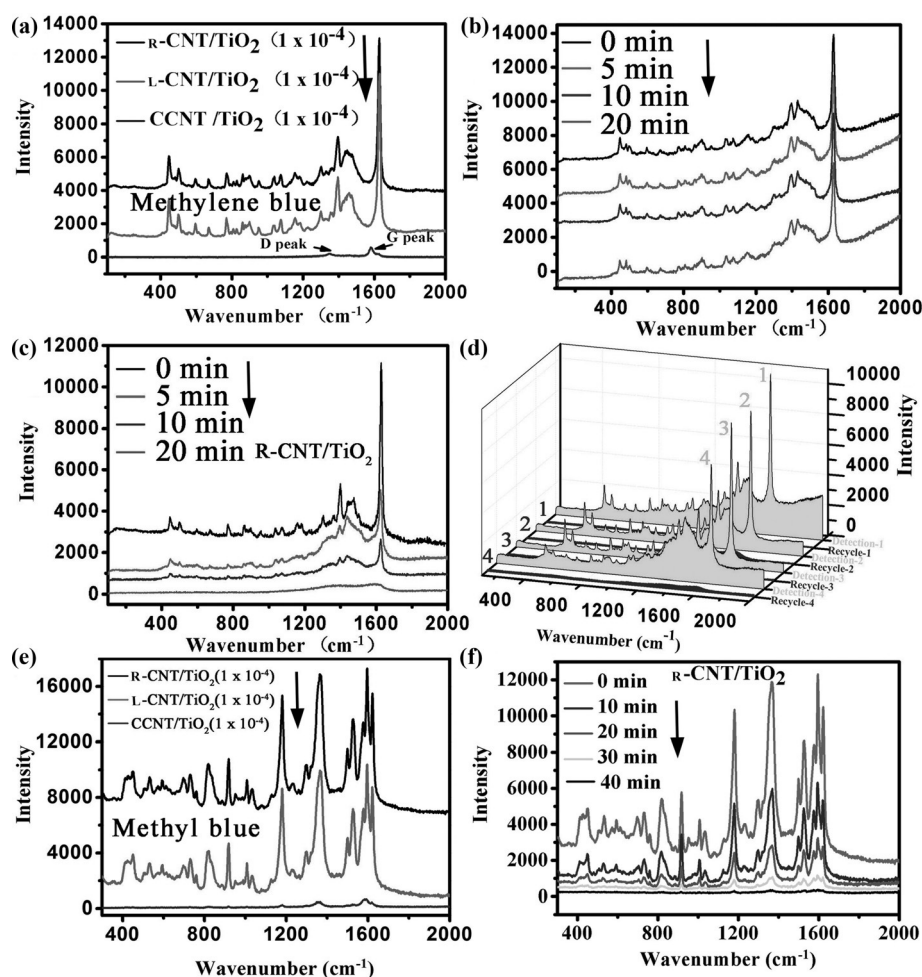 (a)
R-CNT/TiO2 (1 x 10-4)
L-CNT/TiO2 (1 x 10-4)
CCNT /TiO2 (1 x 10-4)
Methylene blue
D peak
G peak
14000
12000
10000
8000
6000
4000
2000
0
Intensity
400 800 1200 1600 2000
Wavenumber (cm-1)
(b)
0 min
5 min
10 min
20 min
14000
12000
10000
8000
6000
4000
2000
0
Intensity
400 800 1200 1600 2000
Wavenumber (cm-1)
(c)
0 min
5 min
10 min
20 min
R-CNT/TiO2
12000
10000
8000
6000
4000
2000
0
Intensity
400 800 1200 1600 2000
Wavenumber (cm-1)
(d)
1
2
3
4
1
2
3
4
10000
8000
6000
4000
2000
0
Intensity
Detection-1
Recycle-1
Detection-2
Recycle-2
Detection-3
Recycle-3
Detection-4
Recycle-4
400 800 1200 1600 2000
Wavenumber (cm-1)
(e)
R-CNT/TiO2(1 x 10-4)
L-CNT/TiO2(1 x 10-4)
CCNT/TiO2(1 x 10-4)
Methyl blue
16000
12000
8000
4000
0
Intensity
400 800 1200 1600 2000
Wavenumber (cm-1)
(f)
R-CNT/TiO2
0 min
10 min
20 min
30 min
40 min
12000
10000
8000
6000
4000
2000
0
Intensity
400 800 1200 1600 2000
Wavenumber (cm-1)